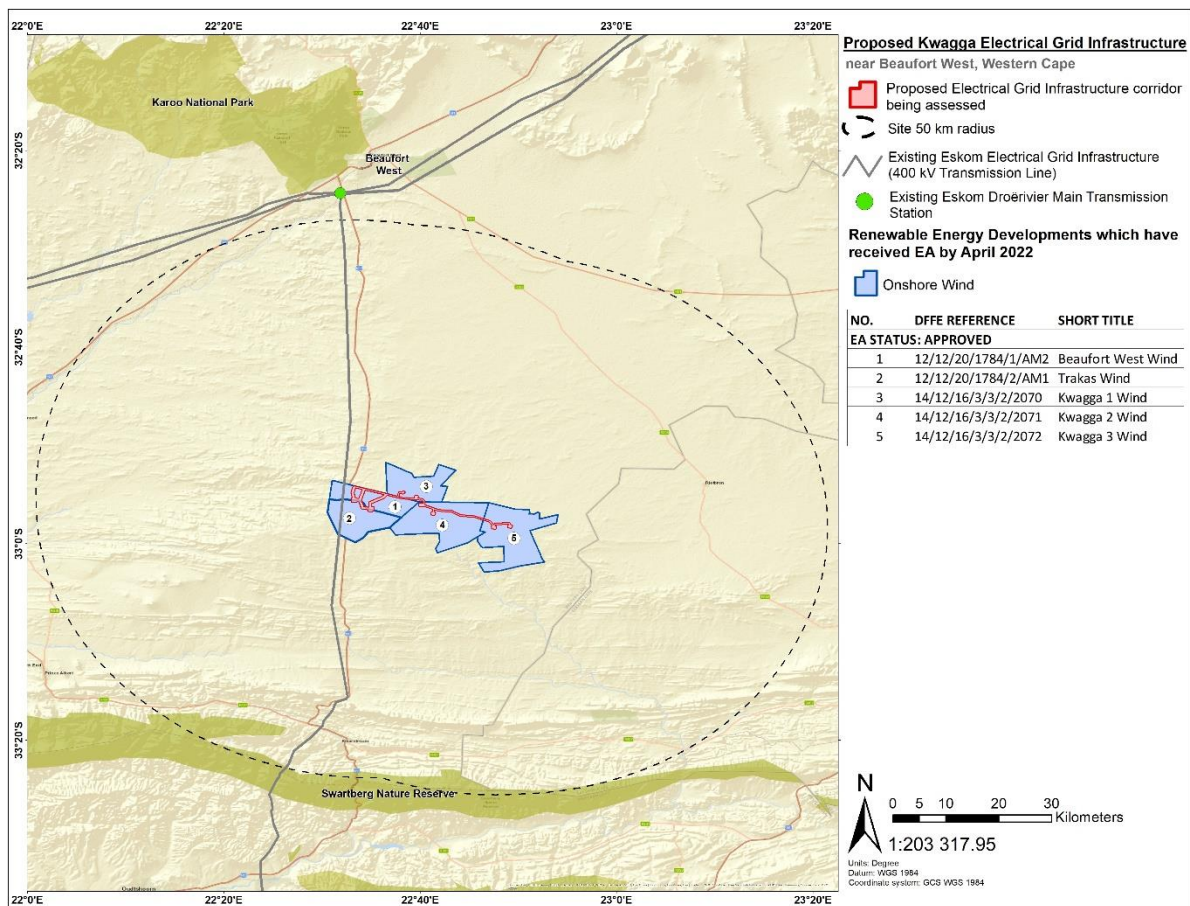 22°0'E 22°20'E 22°40'E 23°0'E 23°20'E
32°20'S
32°40'S
33°0'S
33°20'S
Karoo National Park
Beaufort
West
1
2
3
4
5
Swartberg Nature Reserve
22°0'E 22°20'E 22°40'E 23°0'E 23°20'E
Proposed Kwagga Electrical Grid Infrastructure
near Beaufort West, Western Cape
Proposed Electrical Grid Infrastructure corridor
being assessed
Site 50 km radius
Existing Eskom Electrical Grid Infrastructure
(400 kV Transmission Line)
Existing Eskom Droërivier Main Transmission
Station
Renewable Energy Developments which have
received EA by April 2022
Onshore Wind
NO. DFFE REFERENCE SHORT TITLE
EA STATUS: APPROVED
1 12/12/20/1784/1/AM2 Beaufort West Wind
2 12/12/20/1784/2/AM1 Trakas Wind
3 14/12/16/3/3/2/2070 Kwagga 1 Wind
4 14/12/16/3/3/2/2071 Kwagga 2 Wind
5 14/12/16/3/3/2/2072 Kwagga 3 Wind
N
0 5 10 20 30
Kilometers
1:203 317.95
Units: Degree
Datum: WGS 1984
Coordinate system: GCS WGS 1984